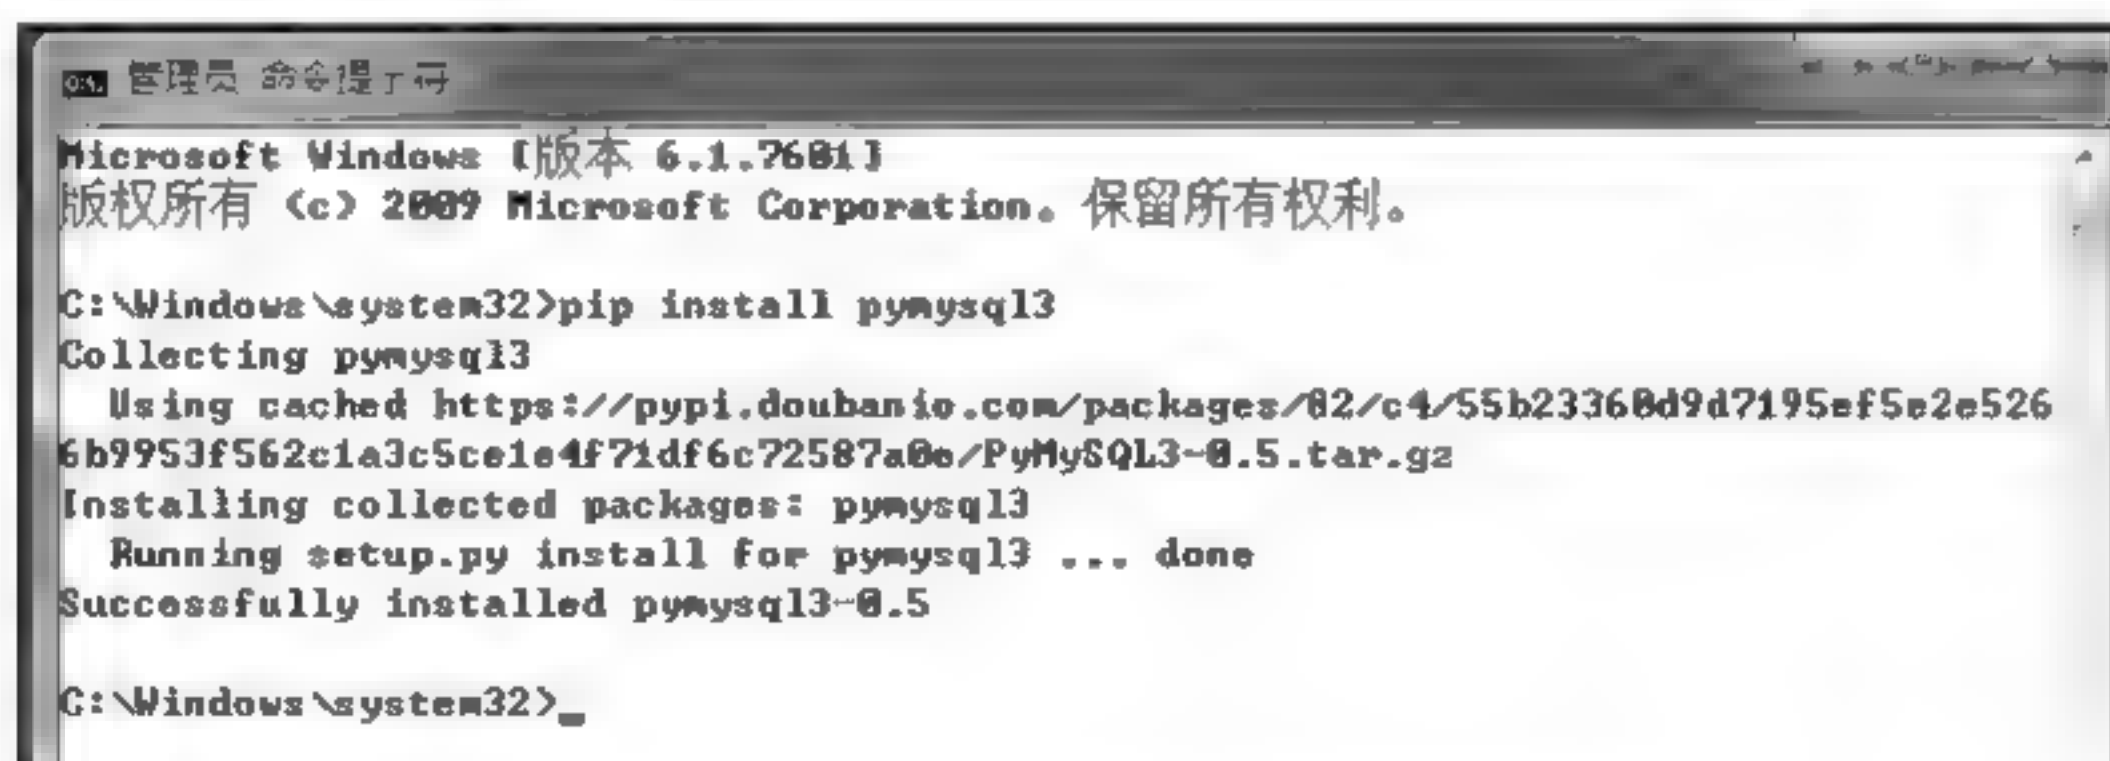 管理员 命令提示符
Microsoft Windows [版本 6.1.7601]
版权所有 (c) 2009 Microsoft Corporation。保留所有权利。
C:\Windows\system32>pip install pymysql3
Collecting pymysql3
  Using cached https://pypi.doubanio.com/packages/82/c4/55b23360d9d7195ef5e2e526
6b9953f562c1a3c5ce1e4f71df6c72587a0e/PyMySQL3-0.5.tar.gz
Installing collected packages: pymysql3
  Running setup.py install for pymysql3 ... done
Successfully installed pymysql3-0.5
C:\Windows\system32>_